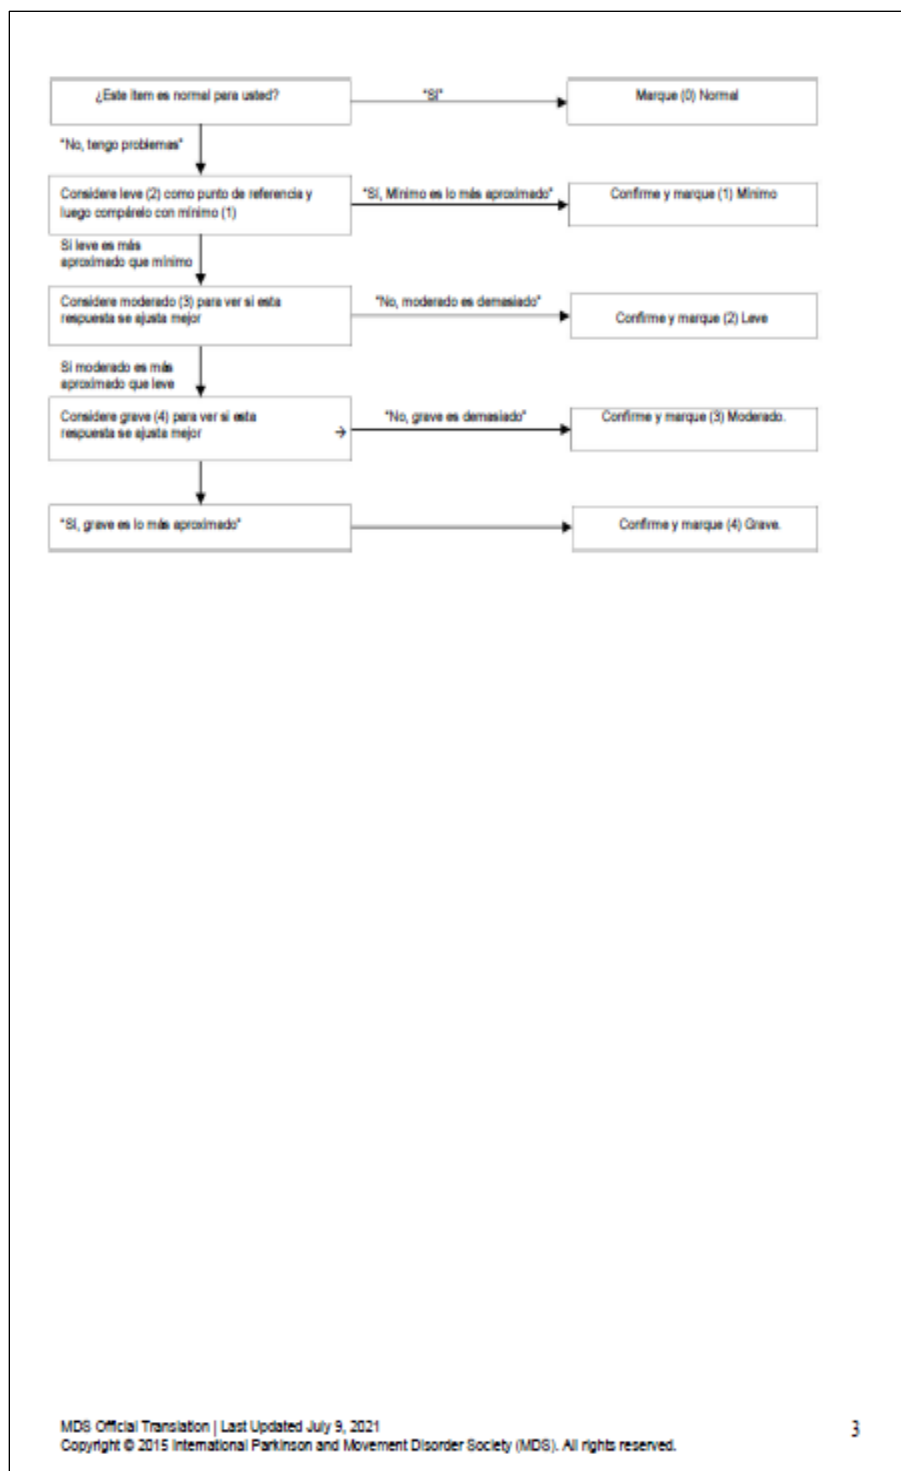 ¿Este ítem es normal para usted?
"Sí"
Marque (0) Normal
"No, tengo problemas"
Considere leve (2) como punto de referencia y
luego compárelo con mínimo (1)
"Sí, Mínimo es lo más aproximado"
Confirme y marque (1) Mínimo
Si leve es más
aproximado que mínimo
Considere moderado (3) para ver si esta
respuesta se ajusta mejor
"No, moderado es demasiado"
Confirme y marque (2) Leve
Si moderado es más
aproximado que leve
Considere grave (4) para ver si esta
respuesta se ajusta mejor →
"No, grave es demasiado"
Confirme y marque (3) Moderado.
"Sí, grave es lo más aproximado"
Confirme y marque (4) Grave.
MDS Official Translation | Last Updated July 9, 2021
Copyright © 2015 International Parkinson and Movement Disorder Society (MDS). All rights reserved.
3